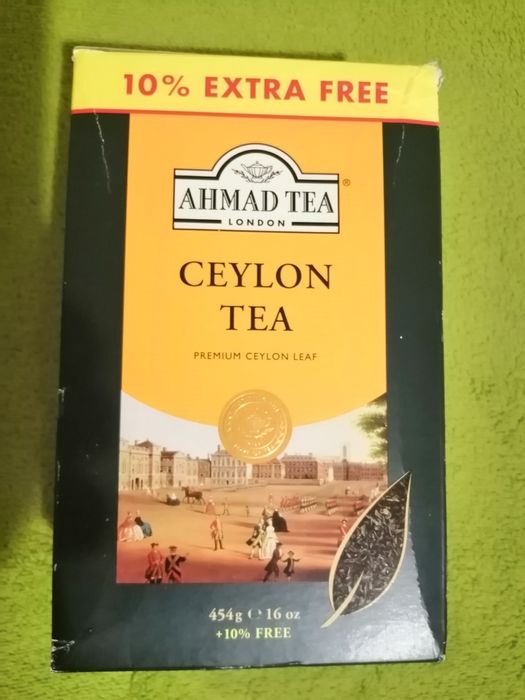 10% EXTRA FREE
AHMAD TEA®
LONDON
CEYLON
TEA
PREMIUM CEYLON LEAF
454g ℮ 16 oz
+10% FREE